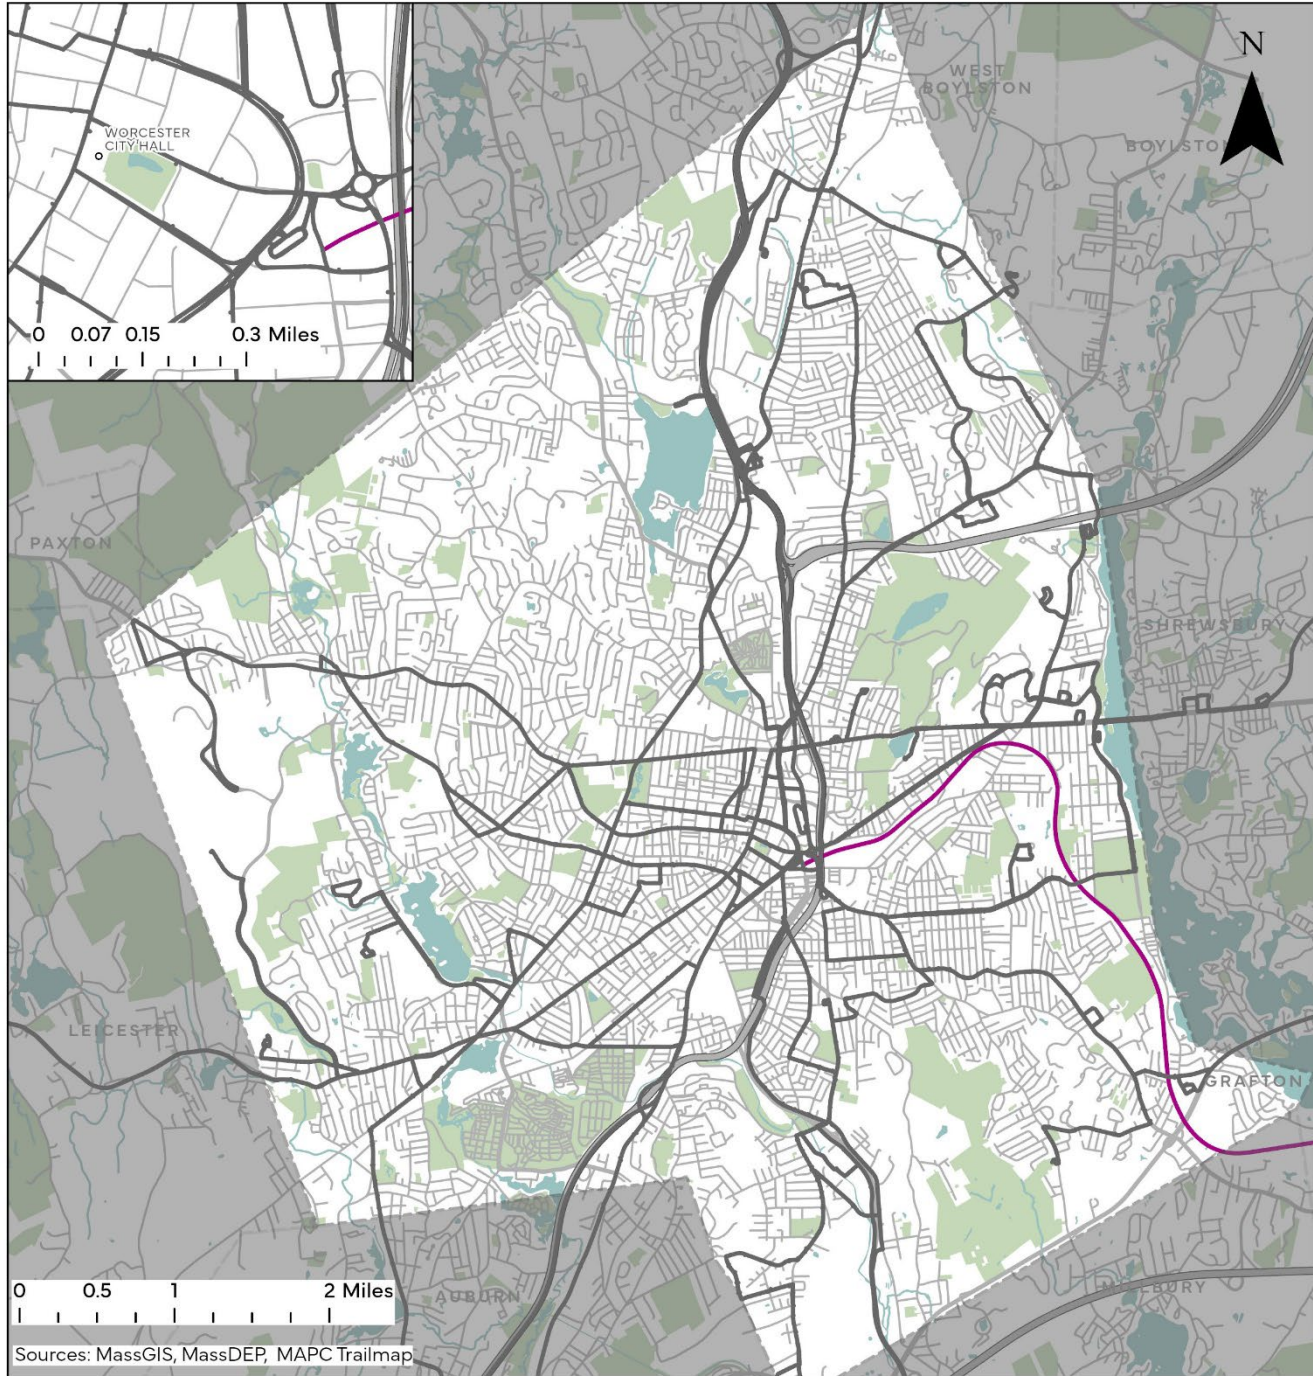 N
WEST
BOYLSTON
BOYLSTON
WORCESTER
CITY HALL
0 0.07 0.15 0.3 Miles
PAXTON
SHREWSBURY
LEICESTER
GRAFTON
0 0.5 1 2 Miles
AUBURN
MILLBURY
Sources: MassGIS, MassDEP, MAPC Trailmap